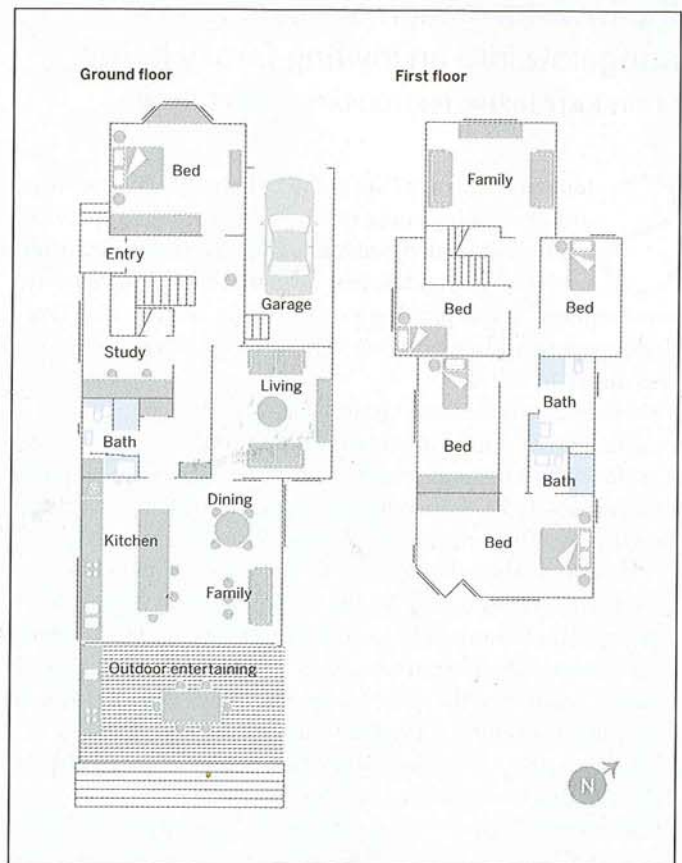 Ground floor
Bed
Entry
Garage
Study
Living
Bath
Dining
Kitchen
Family
Outdoor entertaining
First floor
Family
Bed
Bed
Bath
Bed
Bath
Bed
N